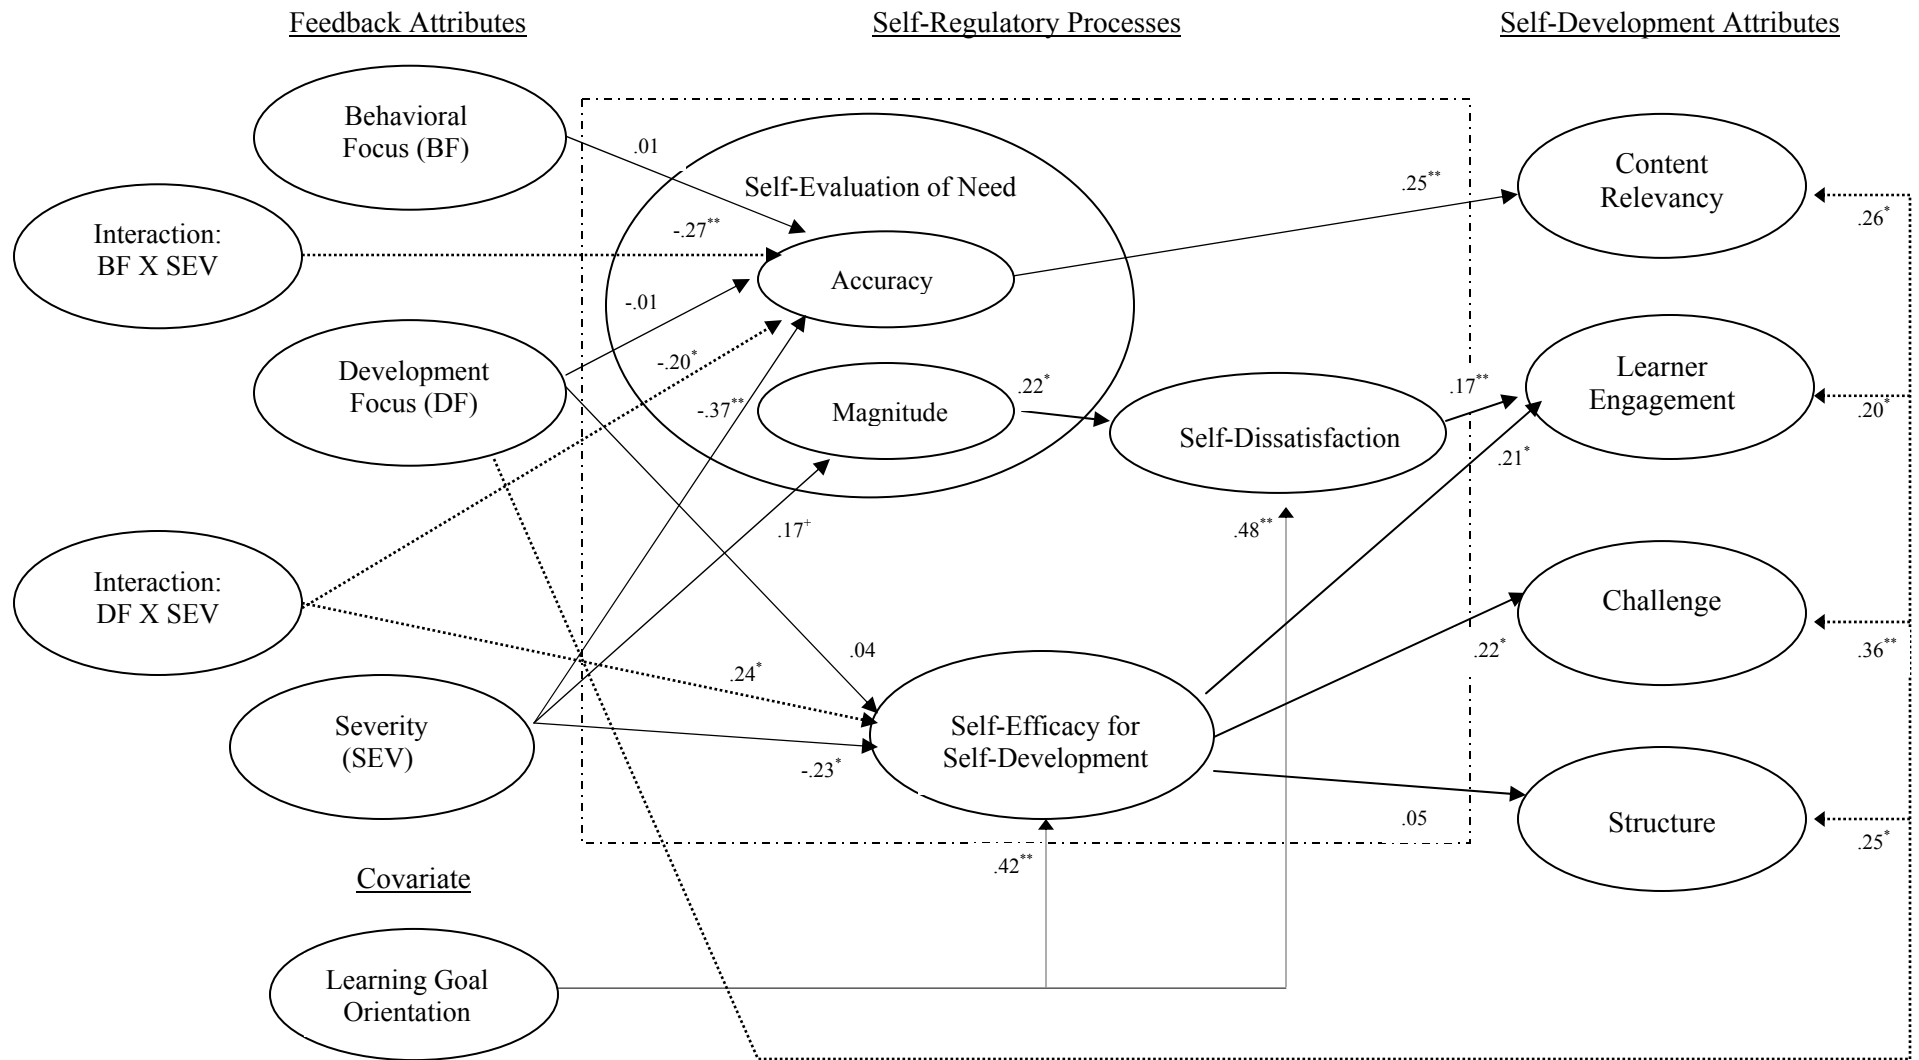 Feedback Attributes
Self-Regulatory Processes
Self-Development Attributes
Behavioral
Focus (BF)
.01
Self-Evaluation of Need
.25**
Content
Relevancy
Interaction:
BF X SEV
-.27**
.26*
Accuracy
-.01
Development
Focus (DF)
-.20*
-.37**
Magnitude
.22*
Self-Dissatisfaction
.17**
Learner
Engagement
.20*
.21*
.17+
.48**
Interaction:
DF X SEV
Challenge
.04
.22*
.36**
.24*
Severity
(SEV)
-.23*
Self-Efficacy for
Self-Development
.05
Structure
.25*
.42**
Covariate
Learning Goal
Orientation